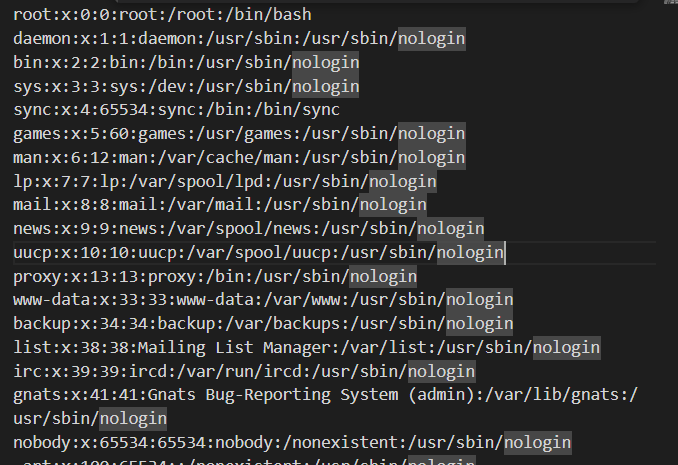 root:x:0:0:root:/root:/bin/bash
daemon:x:1:1:daemon:/usr/sbin:/usr/sbin/nologin
bin:x:2:2:bin:/bin:/usr/sbin/nologin
sys:x:3:3:sys:/dev:/usr/sbin/nologin
sync:x:4:65534:sync:/bin:/bin/sync
games:x:5:60:games:/usr/games:/usr/sbin/nologin
man:x:6:12:man:/var/cache/man:/usr/sbin/nologin
lp:x:7:7:lp:/var/spool/lpd:/usr/sbin/nologin
mail:x:8:8:mail:/var/mail:/usr/sbin/nologin
news:x:9:9:news:/var/spool/news:/usr/sbin/nologin
uucp:x:10:10:uucp:/var/spool/uucp:/usr/sbin/nologin
proxy:x:13:13:proxy:/bin:/usr/sbin/nologin
www-data:x:33:33:www-data:/var/www:/usr/sbin/nologin
backup:x:34:34:backup:/var/backups:/usr/sbin/nologin
list:x:38:38:Mailing List Manager:/var/list:/usr/sbin/nologin
irc:x:39:39:ircd:/var/run/ircd:/usr/sbin/nologin
gnats:x:41:41:Gnats Bug-Reporting System (admin):/var/lib/gnats:/
usr/sbin/nologin
nobody:x:65534:65534:nobody:/nonexistent:/usr/sbin/nologin
_apt:x:100:65534::/nonexistent:/usr/sbin/nologin